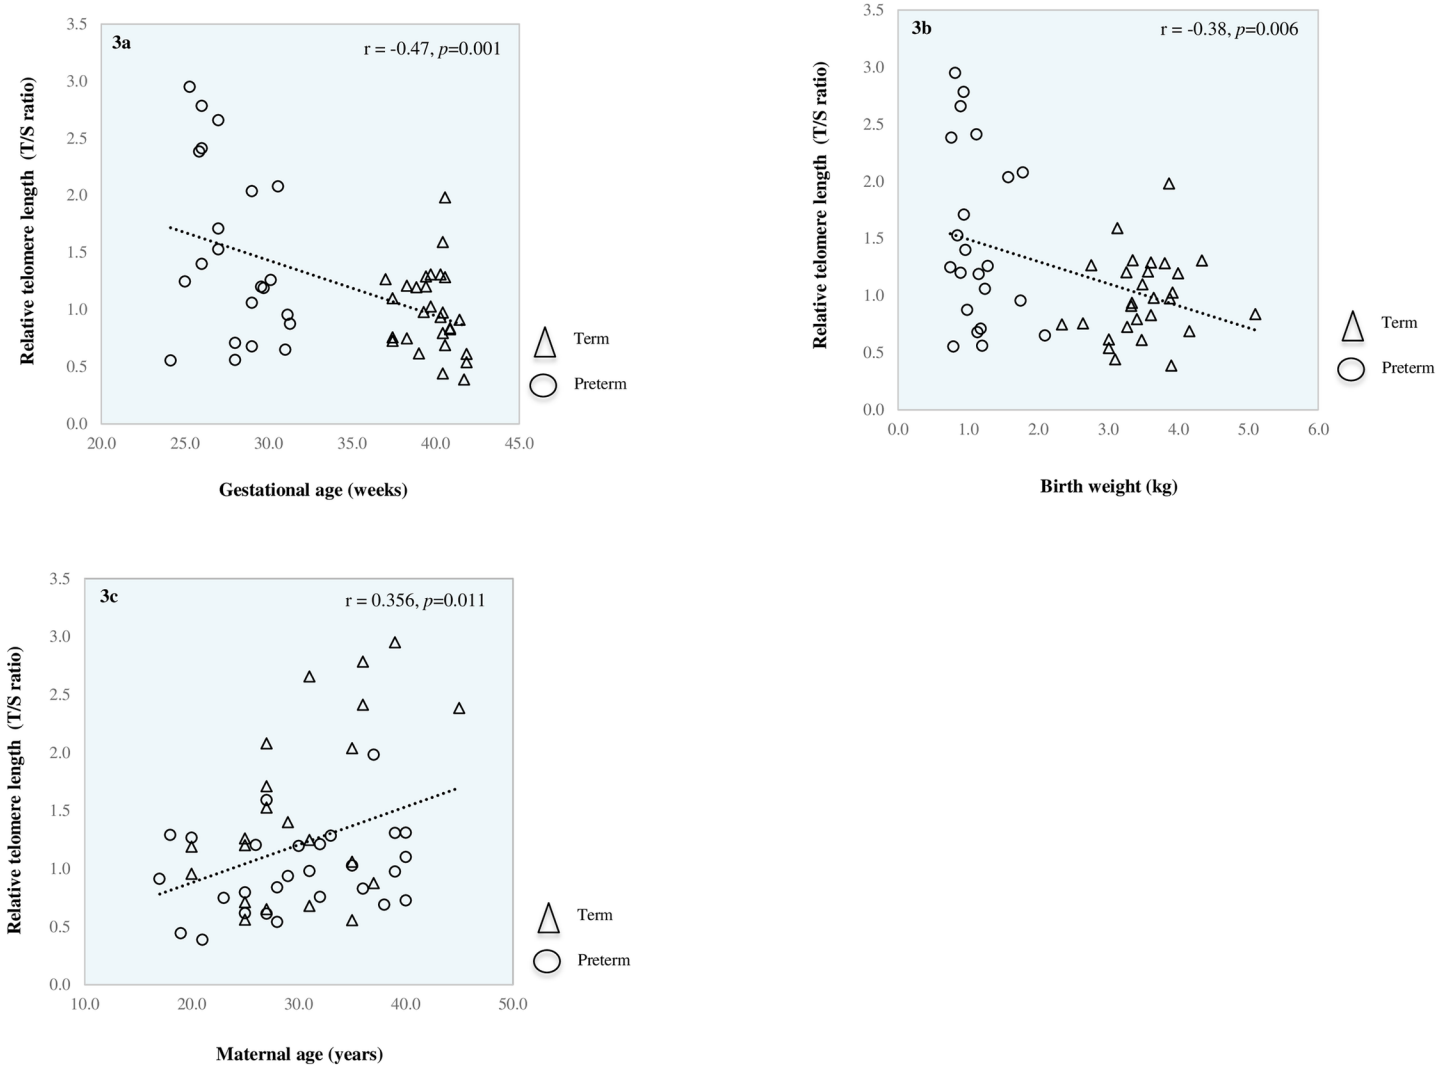 3a
r = -0.47, p=0.001
Relative telomere length (T/S ratio)
3.5
3.0
2.5
2.0
1.5
1.0
0.5
0.0
20.0 25.0 30.0 35.0 40.0 45.0
Gestational age (weeks)
Term
Preterm
3b
r = -0.38, p=0.006
Relative telomere length (T/S ratio)
3.5
3.0
2.5
2.0
1.5
1.0
0.5
0.0
0.0 1.0 2.0 3.0 4.0 5.0 6.0
Birth weight (kg)
Term
Preterm
3c
r = 0.356, p=0.011
Relative telomere length (T/S ratio)
3.5
3.0
2.5
2.0
1.5
1.0
0.5
0.0
10.0 20.0 30.0 40.0 50.0
Maternal age (years)
Term
Preterm